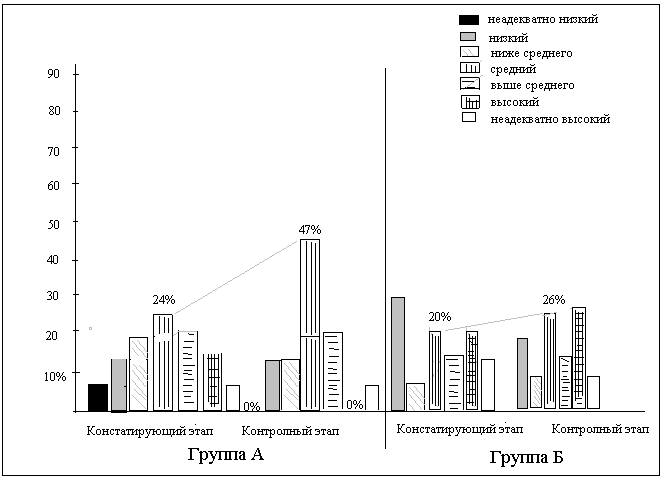 неадекватно низкий
низкий
ниже среднего
средний
выше среднего
высокий
неадекватно высокий
90
80
70
60
50
40
30
20
10%
24%
47%
0%
0%
20%
26%
Констатирующий этап
Контролный этап
Констатирующий этап
Контрольный этап
Группа А
Группа Б